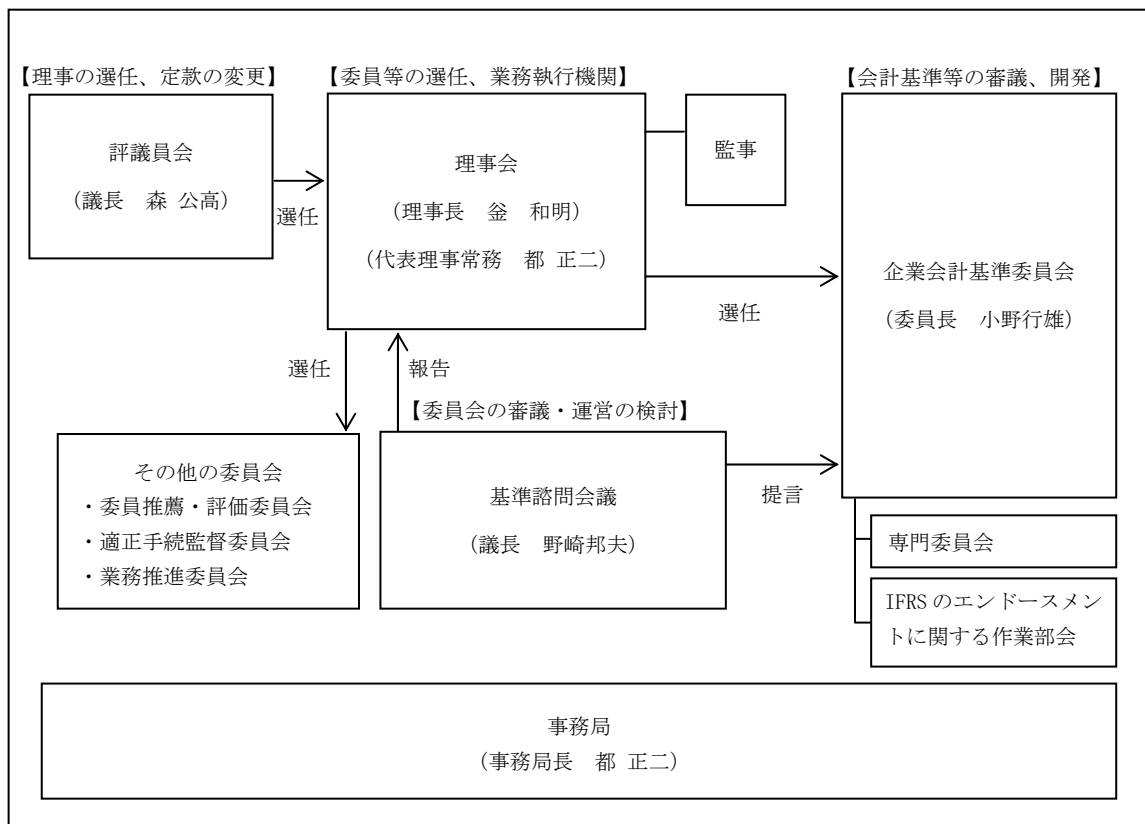 【理事の選任、定款の変更】
評議員会
（議長　森 公高）
選任
【委員等の選任、業務執行機関】
理事会
（理事長　釡　和明）
（代表理事常務　都 正二）
監事
【会計基準等の審議、開発】
企業会計基準委員会
（委員長　小野行雄）
選任
選任
報告
【委員会の審議・運営の検討】
その他の委員会
・委員推薦・評価委員会
・適正手続監督委員会
・業務推進委員会
基準諮問会議
（議長　野崎邦夫）
提言
専門委員会
IFRS のエンドースメン
トに関する作業部会
事務局
（事務局長　都 正二）